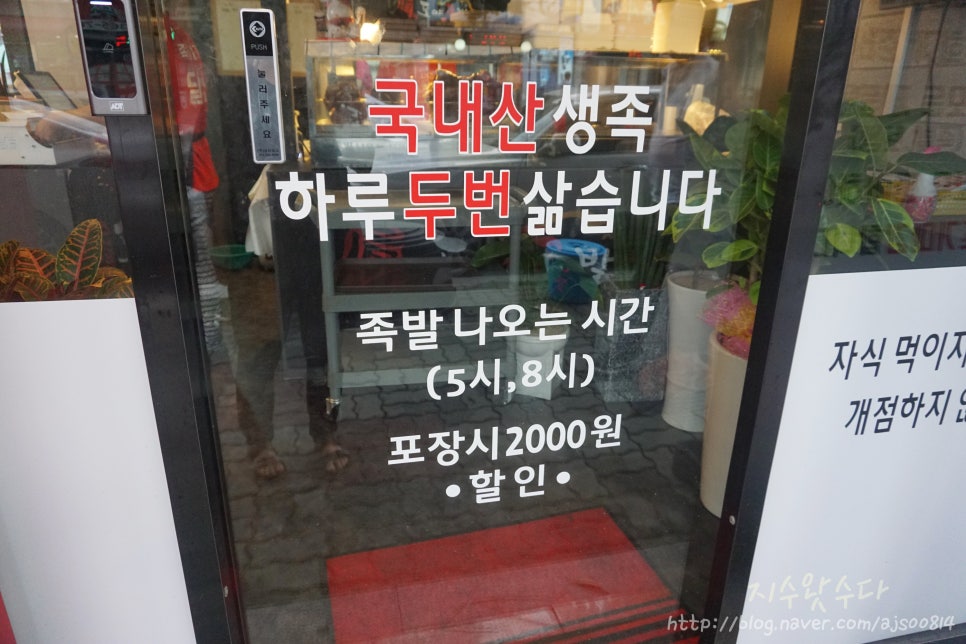 PUSH
눌러주세요
ADT
국내산 생족
하루 두번 삶습니다
족발 나오는 시간
(5시,8시)
포장시 2000원
• 할인 •
자식 먹이지
개점하지
지수왓수다
http://blog.naver.com/ajsoo814